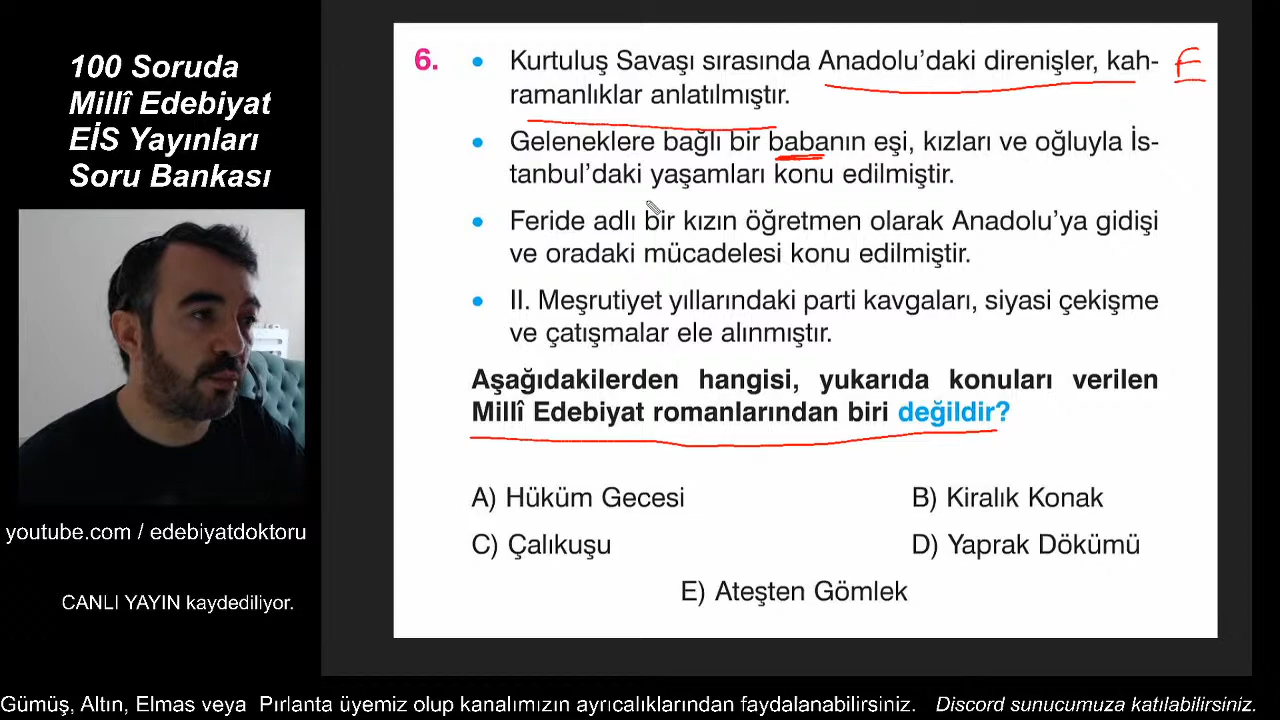 100 Soruda
Millî Edebiyat
EİS Yayınları
Soru Bankası
youtube.com / edebiyatdoktoru
CANLI YAYIN kaydediliyor.
6. • Kurtuluş Savaşı sırasında Anadolu'daki direnişler, kah- E
ramanlıklar anlatılmıştır.
• Geleneklere bağlı bir babanın eşi, kızları ve oğluyla İs-
tanbul'daki yaşamları konu edilmiştir.
• Feride adlı bir kızın öğretmen olarak Anadolu'ya gidişi
ve oradaki mücadelesi konu edilmiştir.
• II. Meşrutiyet yıllarındaki parti kavgaları, siyasi çekişme
ve çatışmalar ele alınmıştır.
Aşağıdakilerden hangisi, yukarıda konuları verilen
Millî Edebiyat romanlarından biri değildir?
A) Hüküm Gecesi B) Kiralık Konak
C) Çalıkuşu D) Yaprak Dökümü
E) Ateşten Gömlek
Gümüş, Altın, Elmas veya Pırlanta üyemiz olup kanalımızın ayrıcalıklarından faydalanabilirsiniz. Discord sunucumuza katılabilirsiniz.